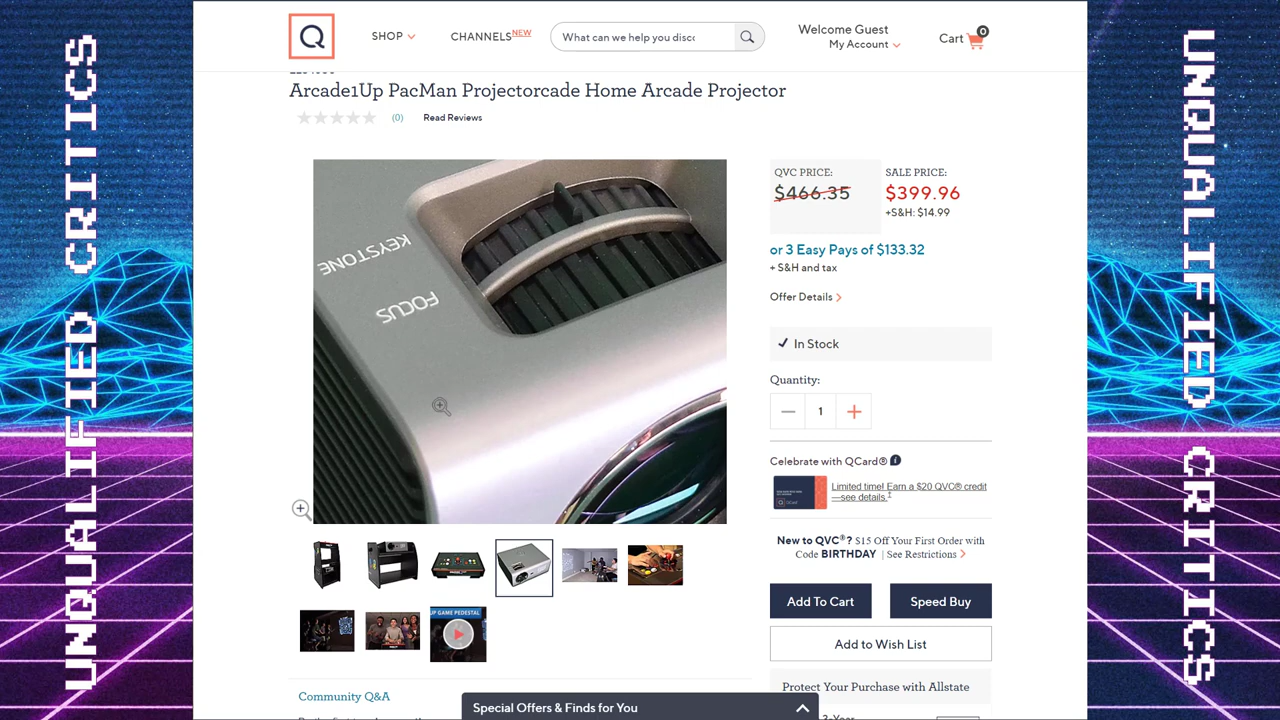 UNQUALIFIED CRITICS
Q
SHOP
CHANNELS NEW
What can we help you disc
Welcome Guest
My Account
Cart
0
Arcade1Up PacMan Projectorcade Home Arcade Projector
(0)
Read Reviews
KEYSTONE
FOCUS
QVC PRICE:
$466.35
SALE PRICE:
$399.96
+S&H: $14.99
or 3 Easy Pays of $133.32
+ S&H and tax
Offer Details
In Stock
Quantity:
1
Celebrate with QCard®
Limited time! Earn a $20 QVC® credit
—see details.
New to QVC®? $15 Off Your First Order with
Code BIRTHDAY | See Restrictions
Add To Cart
Speed Buy
Add to Wish List
Protect Your Purchase with Allstate
2-Year
UP GAME PEDESTAL
Community Q&A
Special Offers & Finds for You
UNQUALIFIED CRITICS